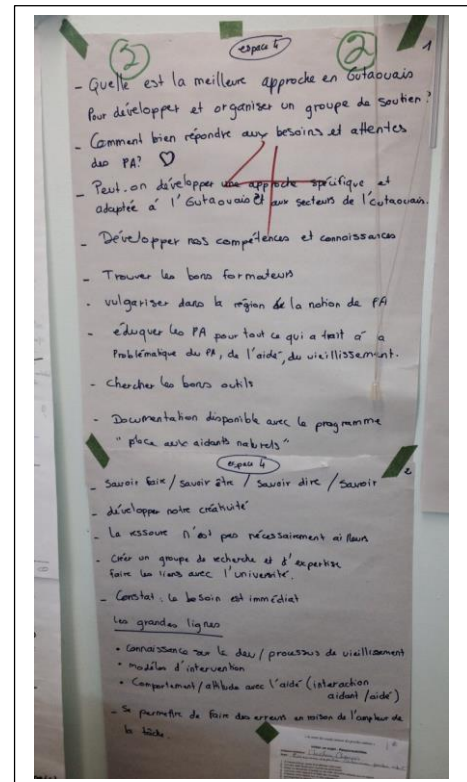 2
espace 4
2
1
- Quelle est la meilleure approche en Outaouais
Pour développer et organiser un groupe de soutien?
- Comment bien répondre aux besoins et attentes
des PA? ♡
4
- Peut-on développer une approche spécifique et
adaptée à l'Outaouais et aux secteurs de l'Outaouais.
- Développer nos compétences et connaissances
- Trouver les bons formateurs
- vulgariser dans la région de la notion de PA
- éduquer les PA pour tout ce qui a trait à a
Problématique du PA, de l'aidé, du vieillissement.
- Chercher les bons outils
- Documentation disponible avec le programme
"place aux aidants naturels"
espace 4
2
- Savoir faire / savoir être / Savoir dire / Savoir
- développer notre créativité
- la ressoure n'est pas nécessairement ailleurs
- Créer un groupe de recherche et d'expertise
faire les liens avec l'université.
- Constat : le besoin est immédiat
Les grandes lignes
• Connaissance sur le deu / processus de vieillissement
• modèles d'intervention
• Comportement / attitude avec l'aidé (interaction
aidant / aidé)
- Se permettre de faire des erreurs en raison de l'ampleur de
la tâche.